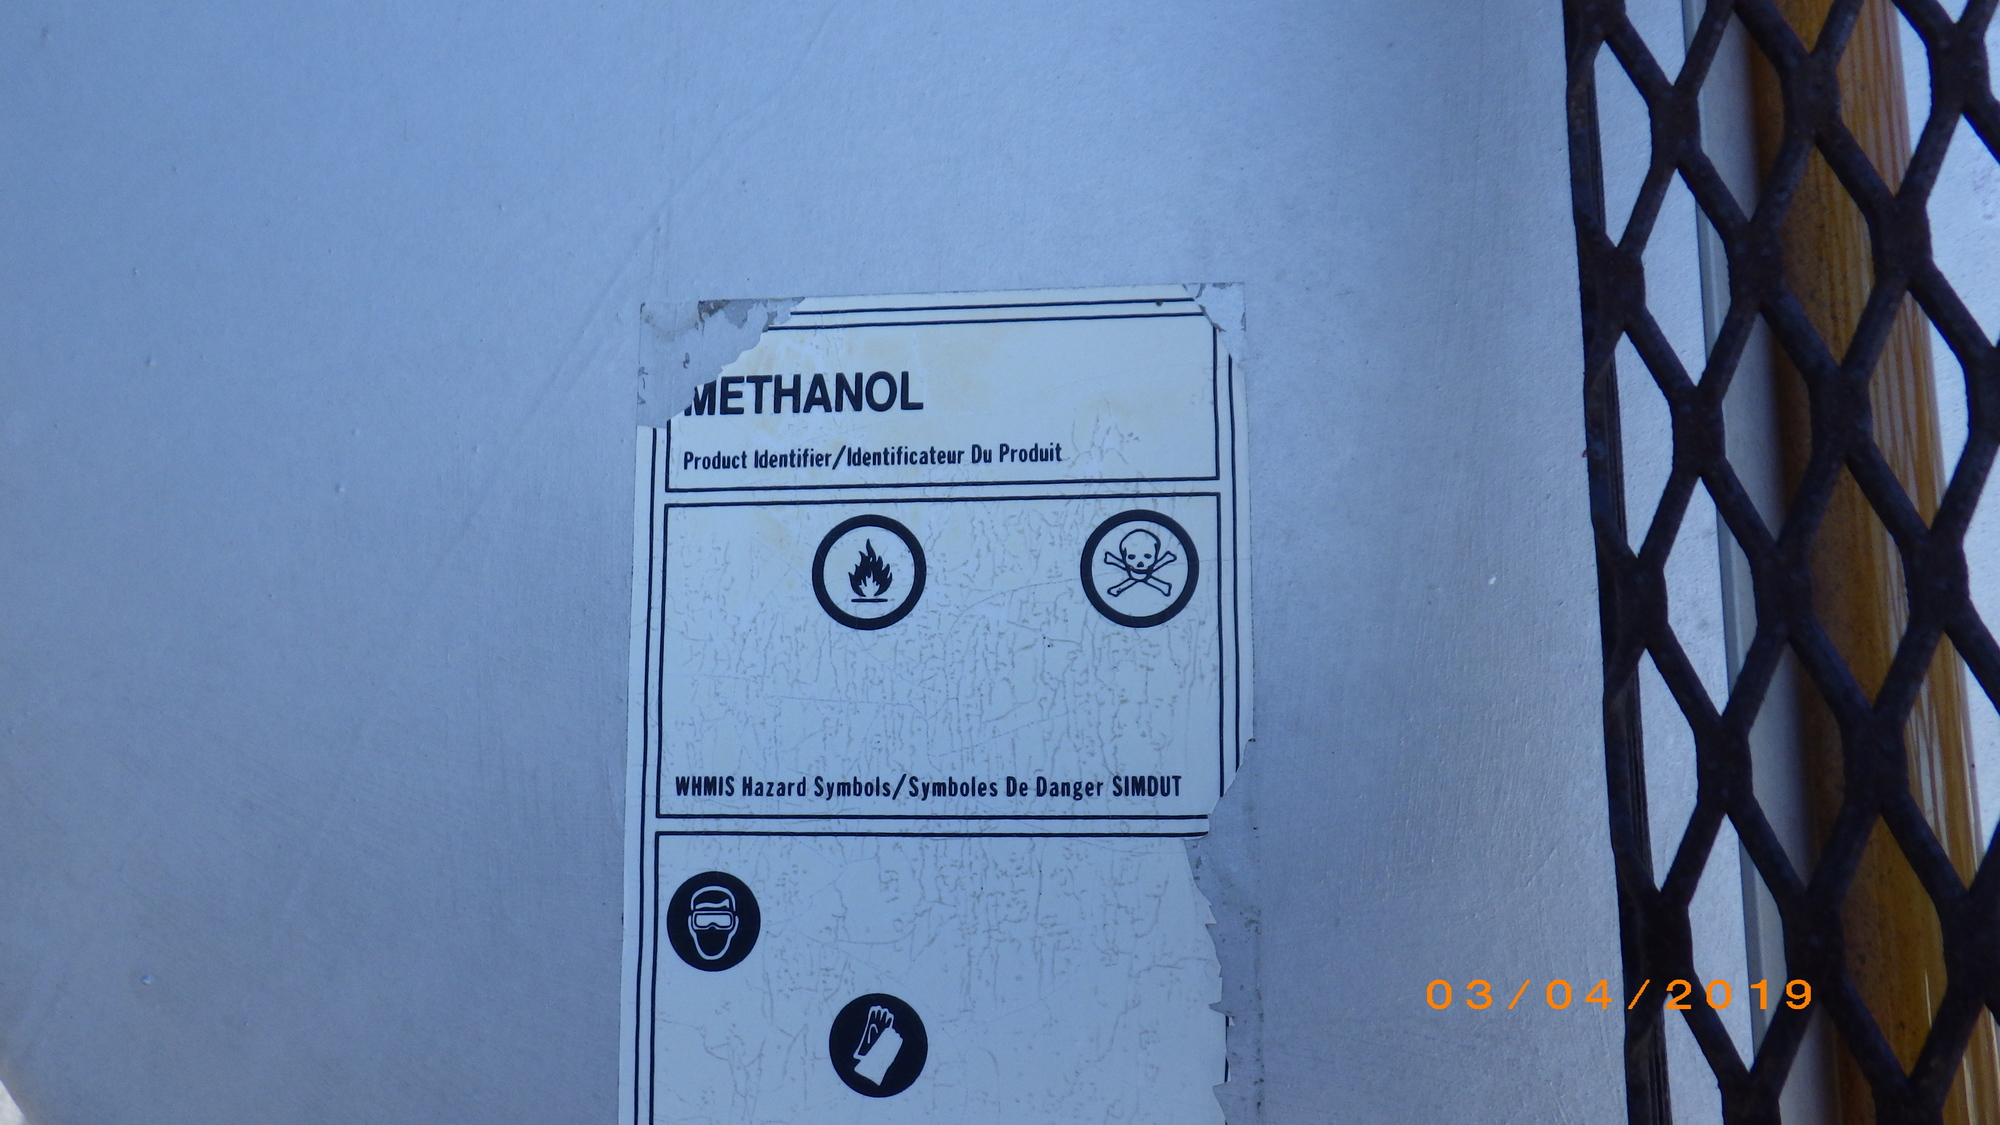 METHANOL
Product Identifier/Identificateur Du Produit
WHMIS Hazard Symbols/Symboles De Danger SIMDUT
03/04/2019